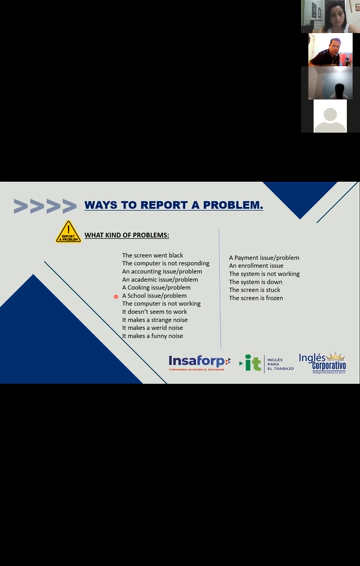 >>>> WAYS TO REPORT A PROBLEM.
REPORT
A PROBLEM
WHAT KIND OF PROBLEMS:
The screen went black
The computer is not responding
An accounting issue/problem
An academic issue/problem
A Cooking issue/problem
A School issue/problem
The computer is not working
It doesn't seem to work
It makes a strange noise
It makes a werid noise
It makes a funny noise
A Payment issue/problem
An enrollment issue
The system is not working
The system is down
The screen is stuck
The screen is frozen
Insaforp
it
INGLÉS
PARA
EL TRABAJO
Inglés
Corporativo